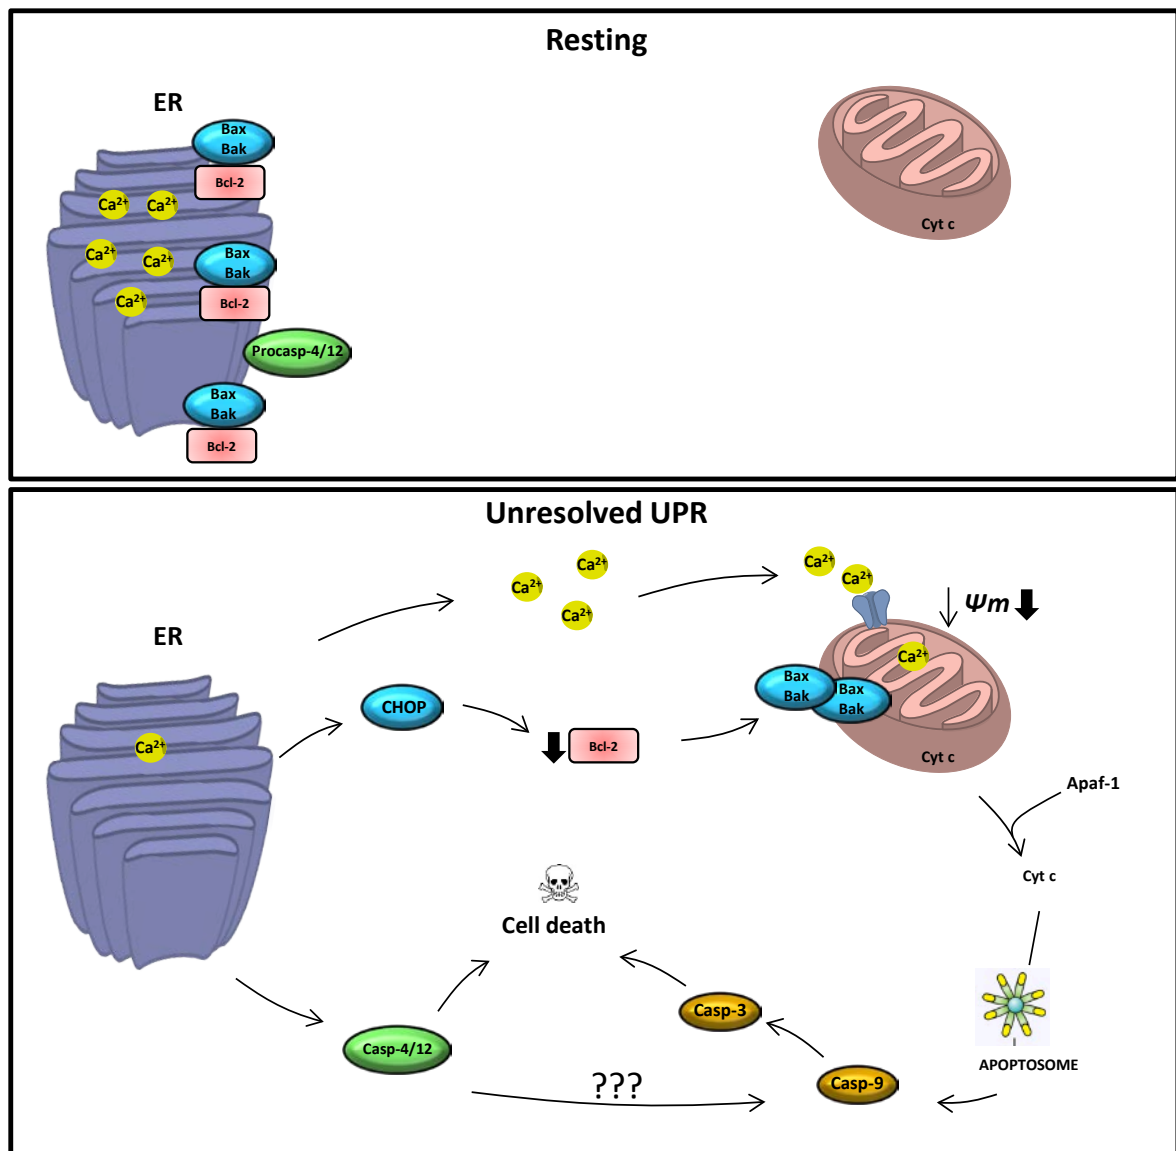 Resting
ER
Bax
Bak
Bcl-2
Ca²⁺ Ca²⁺
Ca²⁺ Ca²⁺
Bax
Bak
Ca²⁺
Bcl-2
Procasp-4/12
Bax
Bak
Bcl-2
Cyt c
Unresolved UPR
Ca²⁺
Ca²⁺
Ca²⁺
Ca²⁺
Ca²⁺
Ψm
ER
Ca²⁺
Bax
Bak
Bax
Bak
CHOP
Bcl-2
Ca²⁺
Cyt c
Apaf-1
Cyt c
Cell death
Casp-3
Casp-4/12
APOPTOSOME
???
Casp-9